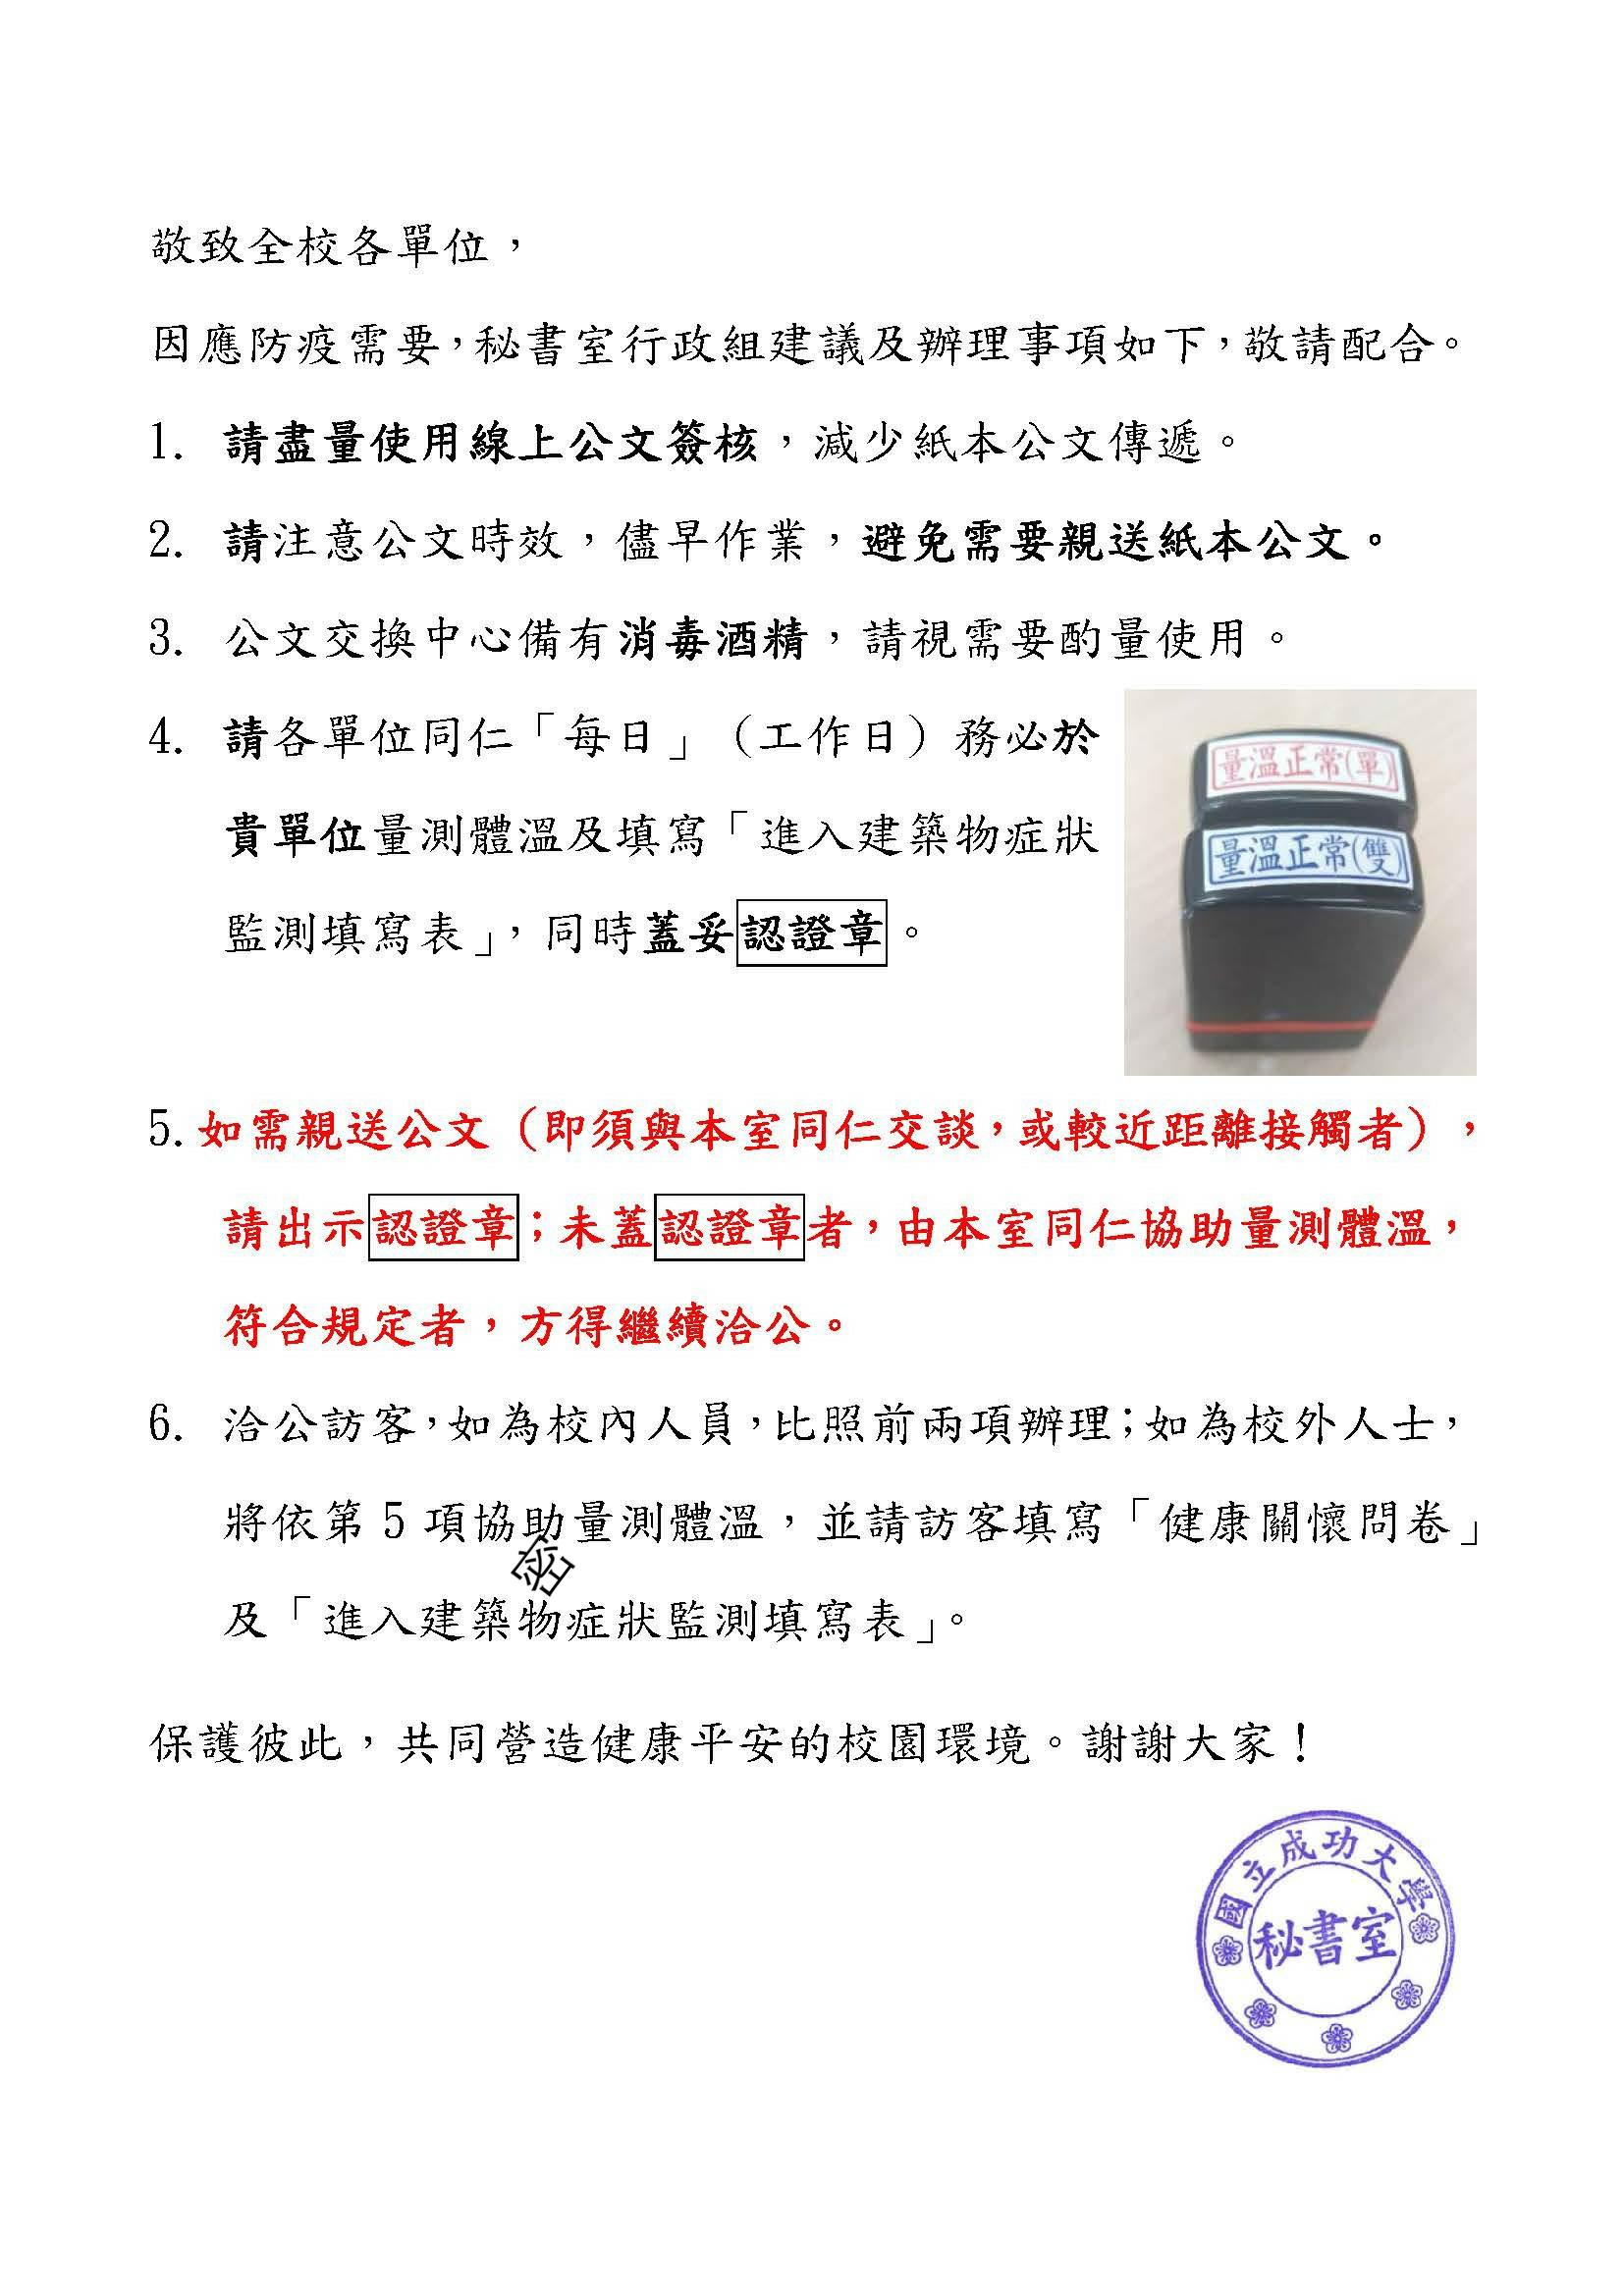 敬致全校各單位，
因應防疫需要，秘書室行政組建議及辦理事項如下，敬請配合。
1. 請盡量使用線上公文簽核，減少紙本公文傳遞。
2. 請注意公文時效，儘早作業，避免需要親送紙本公文。
3. 公文交換中心備有消毒酒精，請視需要酌量使用。
4. 請各單位同仁「每日」（工作日）務必於
貴單位量測體溫及填寫「進入建築物症狀
監測填寫表」，同時蓋妥認證章。
量溫正常(單)
量溫正常(雙)
5. 如需親送公文（即須與本室同仁交談，或較近距離接觸者），
請出示認證章；未蓋認證章者，由本室同仁協助量測體溫，
符合規定者，方得繼續洽公。
6. 洽公訪客，如為校內人員，比照前兩項辦理；如為校外人士，
將依第 5 項協助量測體溫，並請訪客填寫「健康關懷問卷」
密
及「進入建築物症狀監測填寫表」。
保護彼此，共同營造健康平安的校園環境。謝謝大家！
國立成功大學
秘書室